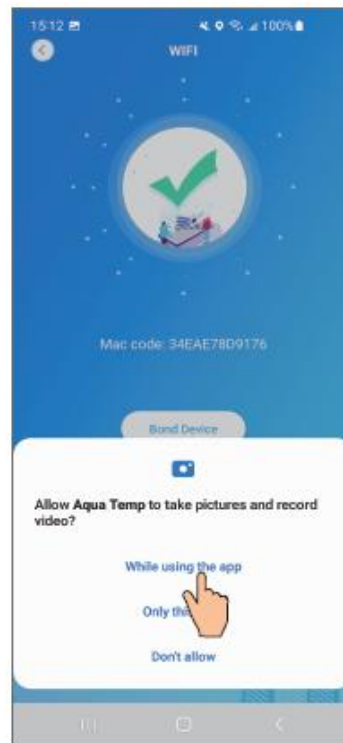 15:12 100%
WIFI
Mac code: 34EAE78D9176
Bond Device
Allow Aqua Temp to take pictures and record
video?
While using the app
Only thi
Don't allow